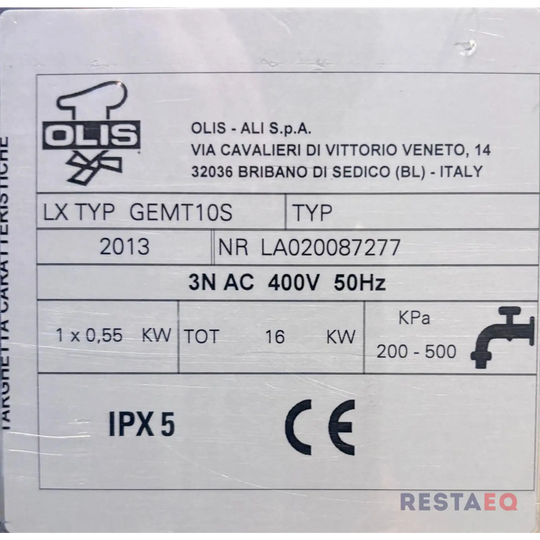 OLIS
OLIS - ALI S.p.A.
VIA CAVALIERI DI VITTORIO VENETO, 14
32036 BRIBANO DI SEDICO (BL) - ITALY
LX TYP GEMT10S TYP
2013 NR LA020087277
3N AC 400V 50Hz
1 x 0,55 KW TOT 16 KW KPa 200 - 500
IPX 5 CE
TARGHETTA CARATTERISTICHE
RESTAEQ